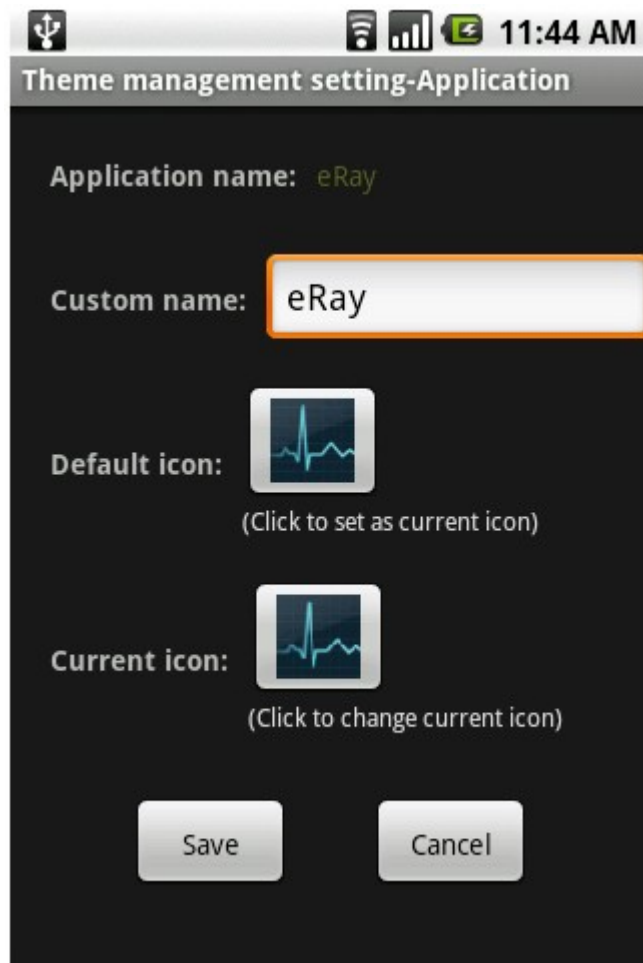 11:44 AM
Theme management setting-Application
Application name: eRay
Custom name: eRay
Default icon:
(Click to set as current icon)
Current icon:
(Click to change current icon)
Save Cancel